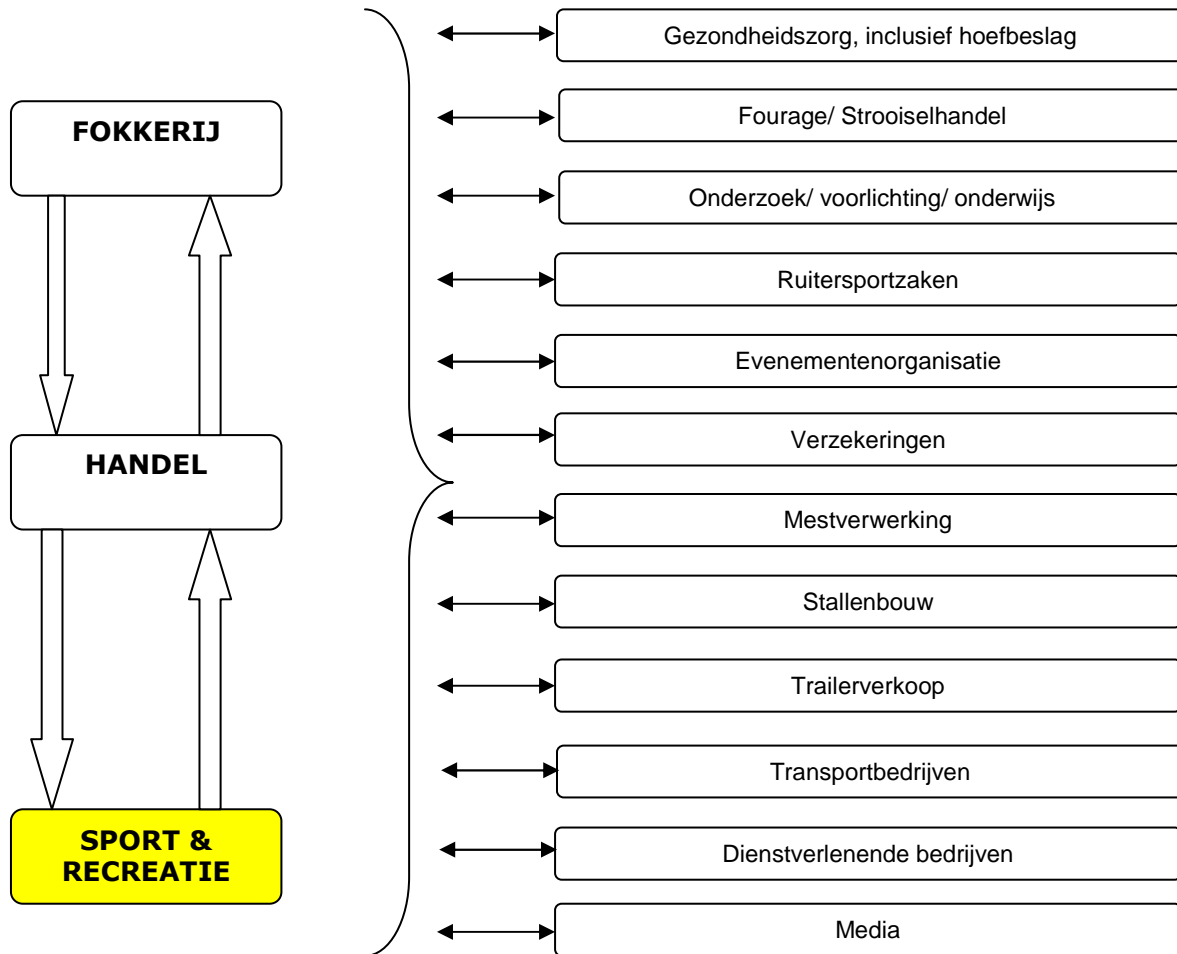 FOKKERIJ
HANDEL
SPORT &
RECREATIE
Gezondheidszorg, inclusief hoefbeslag
Fourage/ Strooiselhandel
Onderzoek/ voorlichting/ onderwijs
Ruitersportzaken
Evenementenorganisatie
Verzekeringen
Mestverwerking
Stallenbouw
Trailerverkoop
Transportbedrijven
Dienstverlenende bedrijven
Media